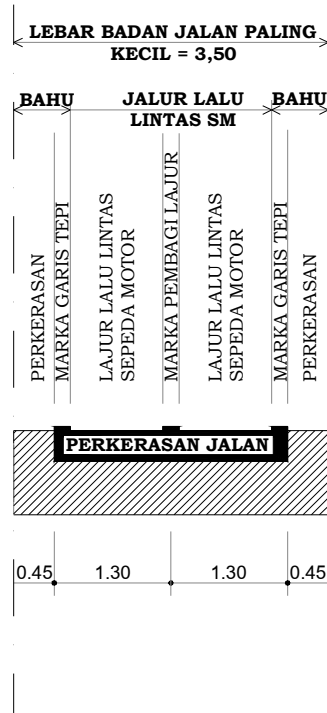 LEBAR BADAN JALAN PALING
KECIL = 3,50
BAHU
JALUR LALU
LINTAS SM
BAHU
PERKERASAN
MARKA GARIS TEPI
LAJUR LALU LINTAS
SEPEDA MOTOR
MARKA PEMBAGI LAJUR
LAJUR LALU LINTAS
SEPEDA MOTOR
MARKA GARIS TEPI
PERKERASAN
PERKERASAN JALAN
0.45
1.30
1.30
0.45